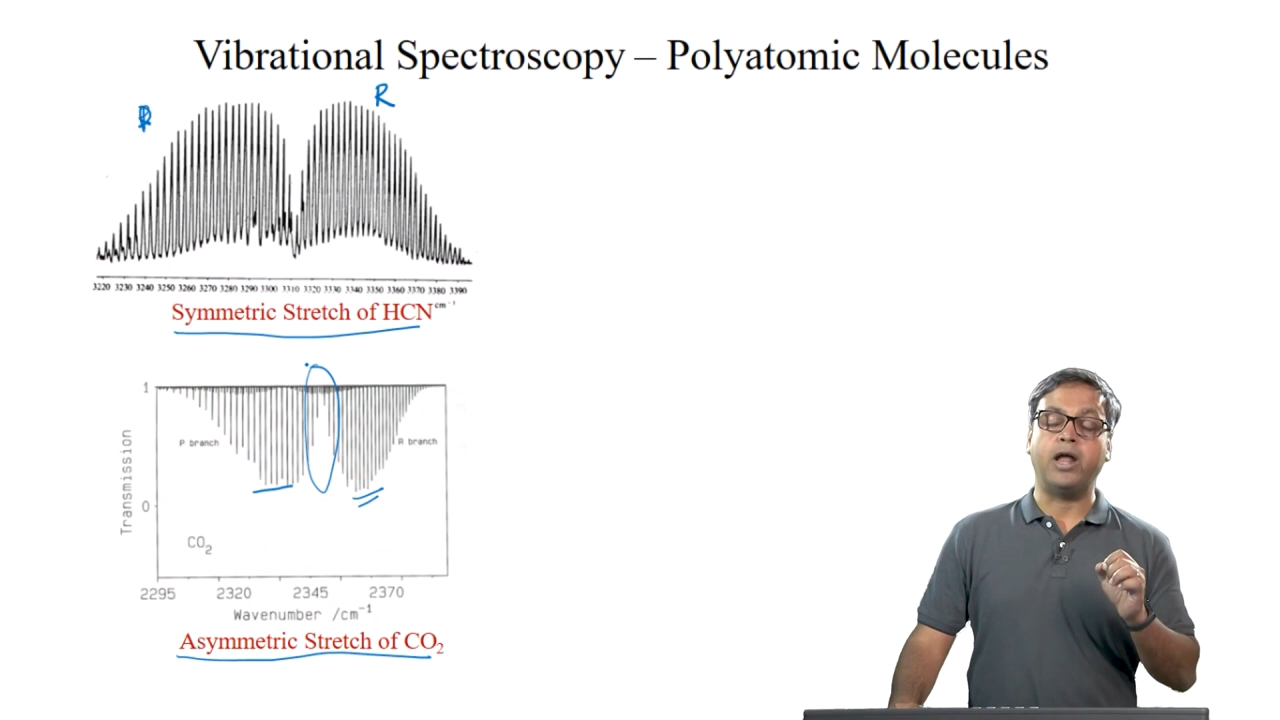 Vibrational Spectroscopy – Polyatomic Molecules
P
R
3220 3230 3240 3250 3260 3270 3280 3290 3300 3310 3320 3330 3340 3350 3360 3370 3380 3390
Symmetric Stretch of HCN cm⁻¹
1
P branch
R branch
Transmission
0
CO₂
2295 2320 2345 2370
Wavenumber /cm⁻¹
Asymmetric Stretch of CO₂